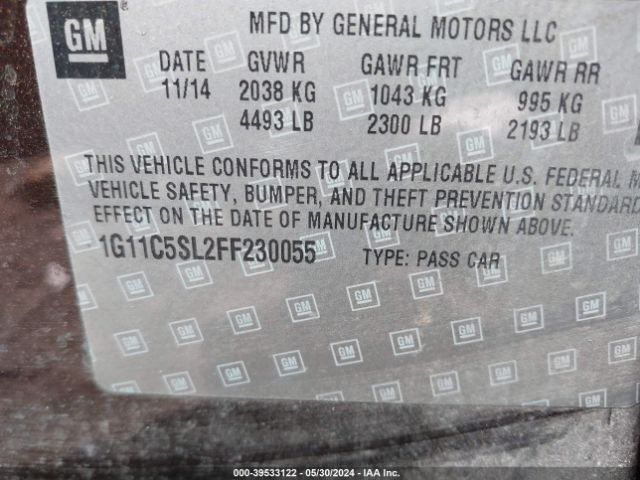 GM MFD BY GENERAL MOTORS LLC
DATE GVWR GAWR FRT GAWR RR
11/14 2038 KG 1043 KG 995 KG
4493 LB 2300 LB 2193 LB
THIS VEHICLE CONFORMS TO ALL APPLICABLE U.S. FEDERAL M
VEHICLE SAFETY, BUMPER, AND THEFT PREVENTION STANDARD
EFFECT ON THE DATE OF MANUFACTURE SHOWN ABOVE.
1G11C5SL2FF230055 TYPE: PASS CAR
000-39533122 - 05/30/2024 - IAA Inc.